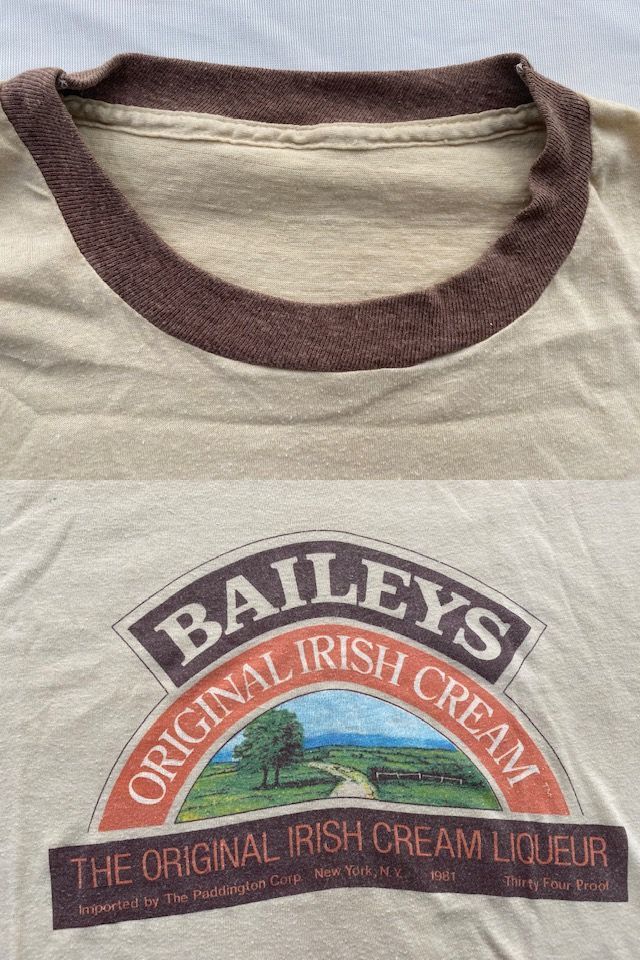 BAILEYS
ORIGINAL IRISH CREAM™
THE ORIGINAL IRISH CREAM LIQUEUR
Imported by The Paddington Corp. New York, N.Y. 1981 Thirty Four Proof